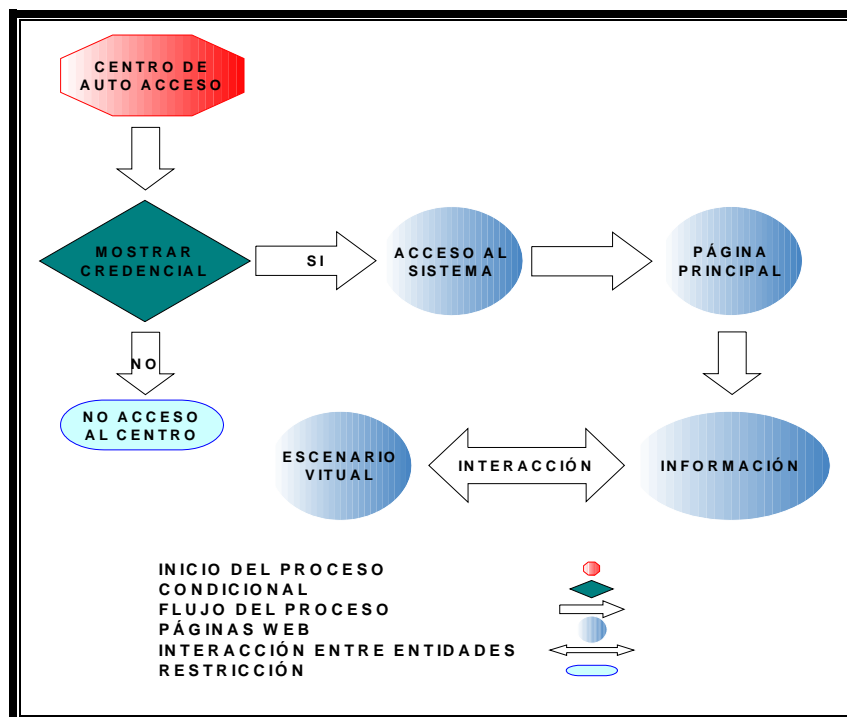 CENTRO DE
AUTO ACCESO
MOSTRAR
CREDENCIAL
SI
ACCESO AL
SISTEMA
PÁGINA
PRINCIPAL
NO
NO ACCESO
AL CENTRO
ESCENARIO
VITUAL
INTERACCIÓN
INFORMACIÓN
INICIO DEL PROCESO
CONDICIONAL
FLUJO DEL PROCESO
PÁGINAS WEB
INTERACCIÓN ENTRE ENTIDADES
RESTRICCIÓN